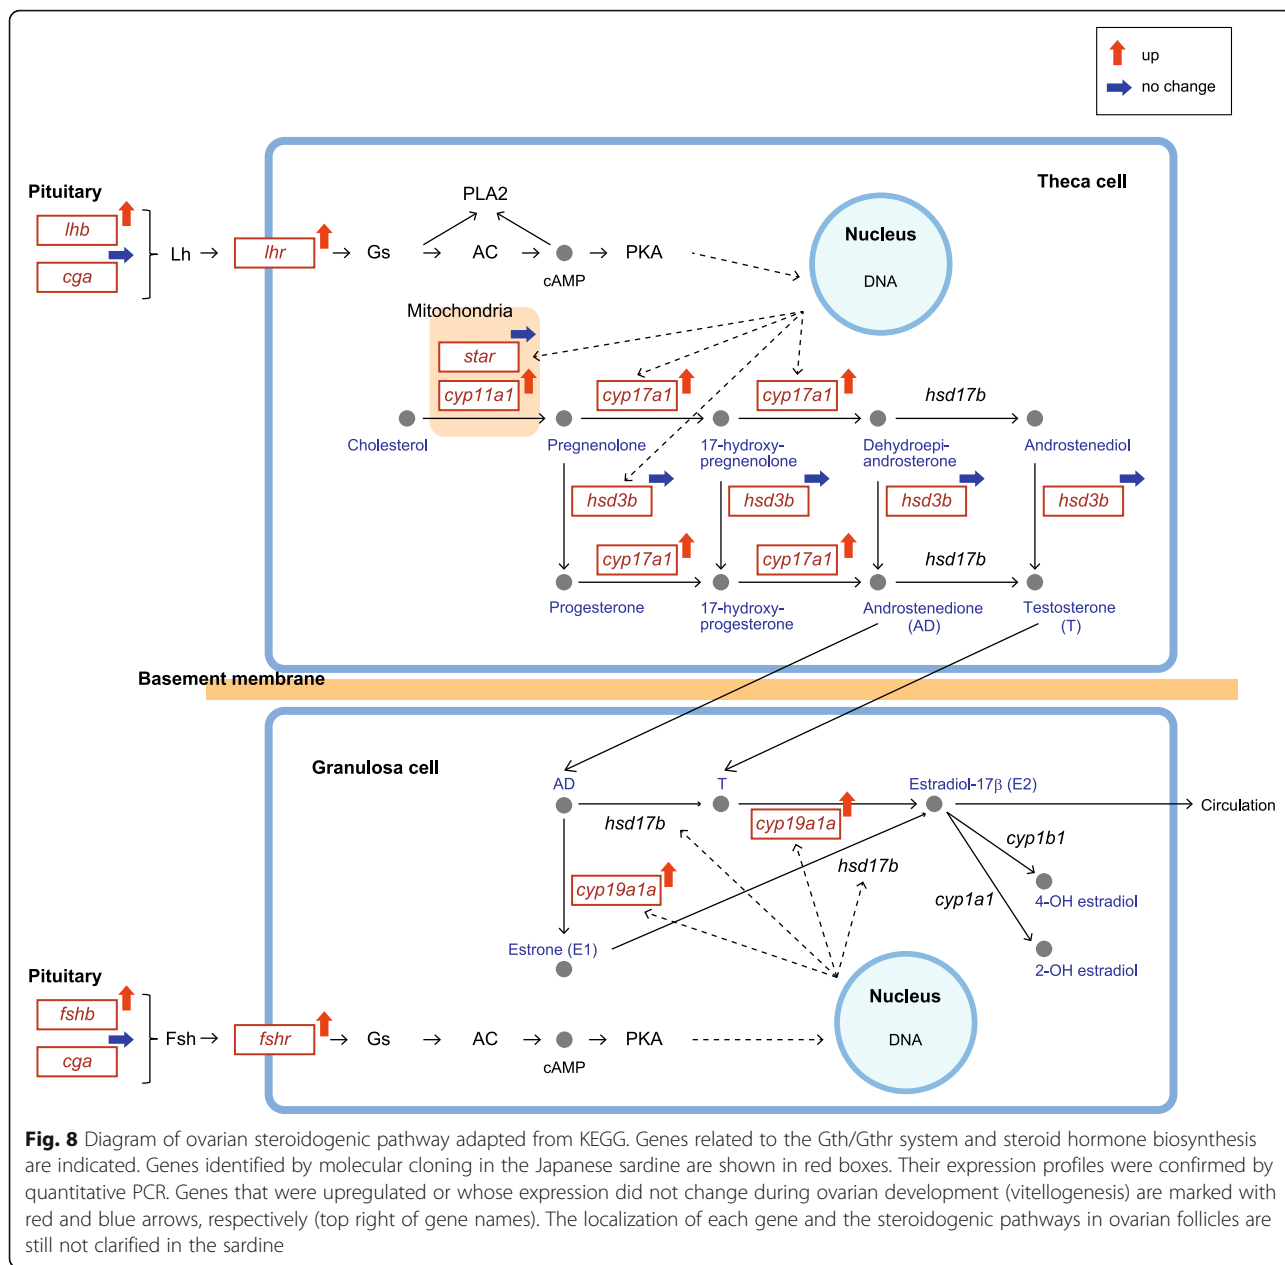 up
no change
Theca cell
Pituitary
lhb
cga
Lh
lhr
Gs
PLA2
AC
cAMP
PKA
Nucleus
DNA
Mitochondria
star
cyp11a1
cyp17a1
cyp17a1
hsd17b
Cholesterol
Pregnenolone
17-hydroxy-
pregnenolone
Dehydroepi-
androsterone
Androstenediol
hsd3b
hsd3b
hsd3b
hsd3b
cyp17a1
cyp17a1
hsd17b
Progesterone
17-hydroxy-
progesterone
Androstenedione
(AD)
Testosterone
(T)
Basement membrane
Granulosa cell
AD
T
Estradiol-17β (E2)
Circulation
hsd17b
cyp19a1a
hsd17b
cyp1b1
cyp19a1a
cyp1a1
4-OH estradiol
Estrone (E1)
2-OH estradiol
Pituitary
fshb
cga
Fsh
fshr
Gs
AC
cAMP
PKA
Nucleus
DNA
Fig. 8 Diagram of ovarian steroidogenic pathway adapted from KEGG. Genes related to the Gth/Gthr system and steroid hormone biosynthesis
are indicated. Genes identified by molecular cloning in the Japanese sardine are shown in red boxes. Their expression profiles were confirmed by
quantitative PCR. Genes that were upregulated or whose expression did not change during ovarian development (vitellogenesis) are marked with
red and blue arrows, respectively (top right of gene names). The localization of each gene and the steroidogenic pathways in ovarian follicles are
still not clarified in the sardine